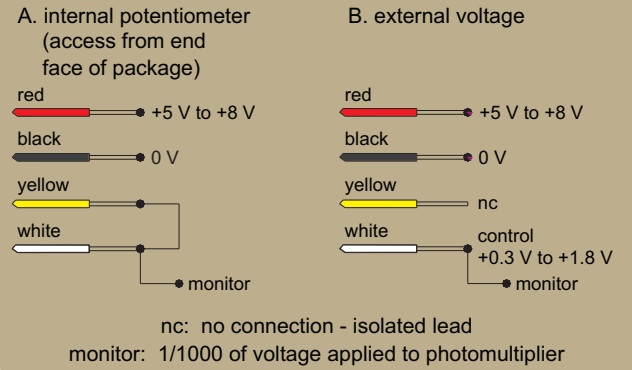 A. internal potentiometer
(access from end
face of package)
red
+5 V to +8 V
black
0 V
yellow
white
monitor
B. external voltage
red
+5 V to +8 V
black
0 V
yellow
nc
white
control
+0.3 V to +1.8 V
monitor
nc: no connection - isolated lead
monitor: 1/1000 of voltage applied to photomultiplier